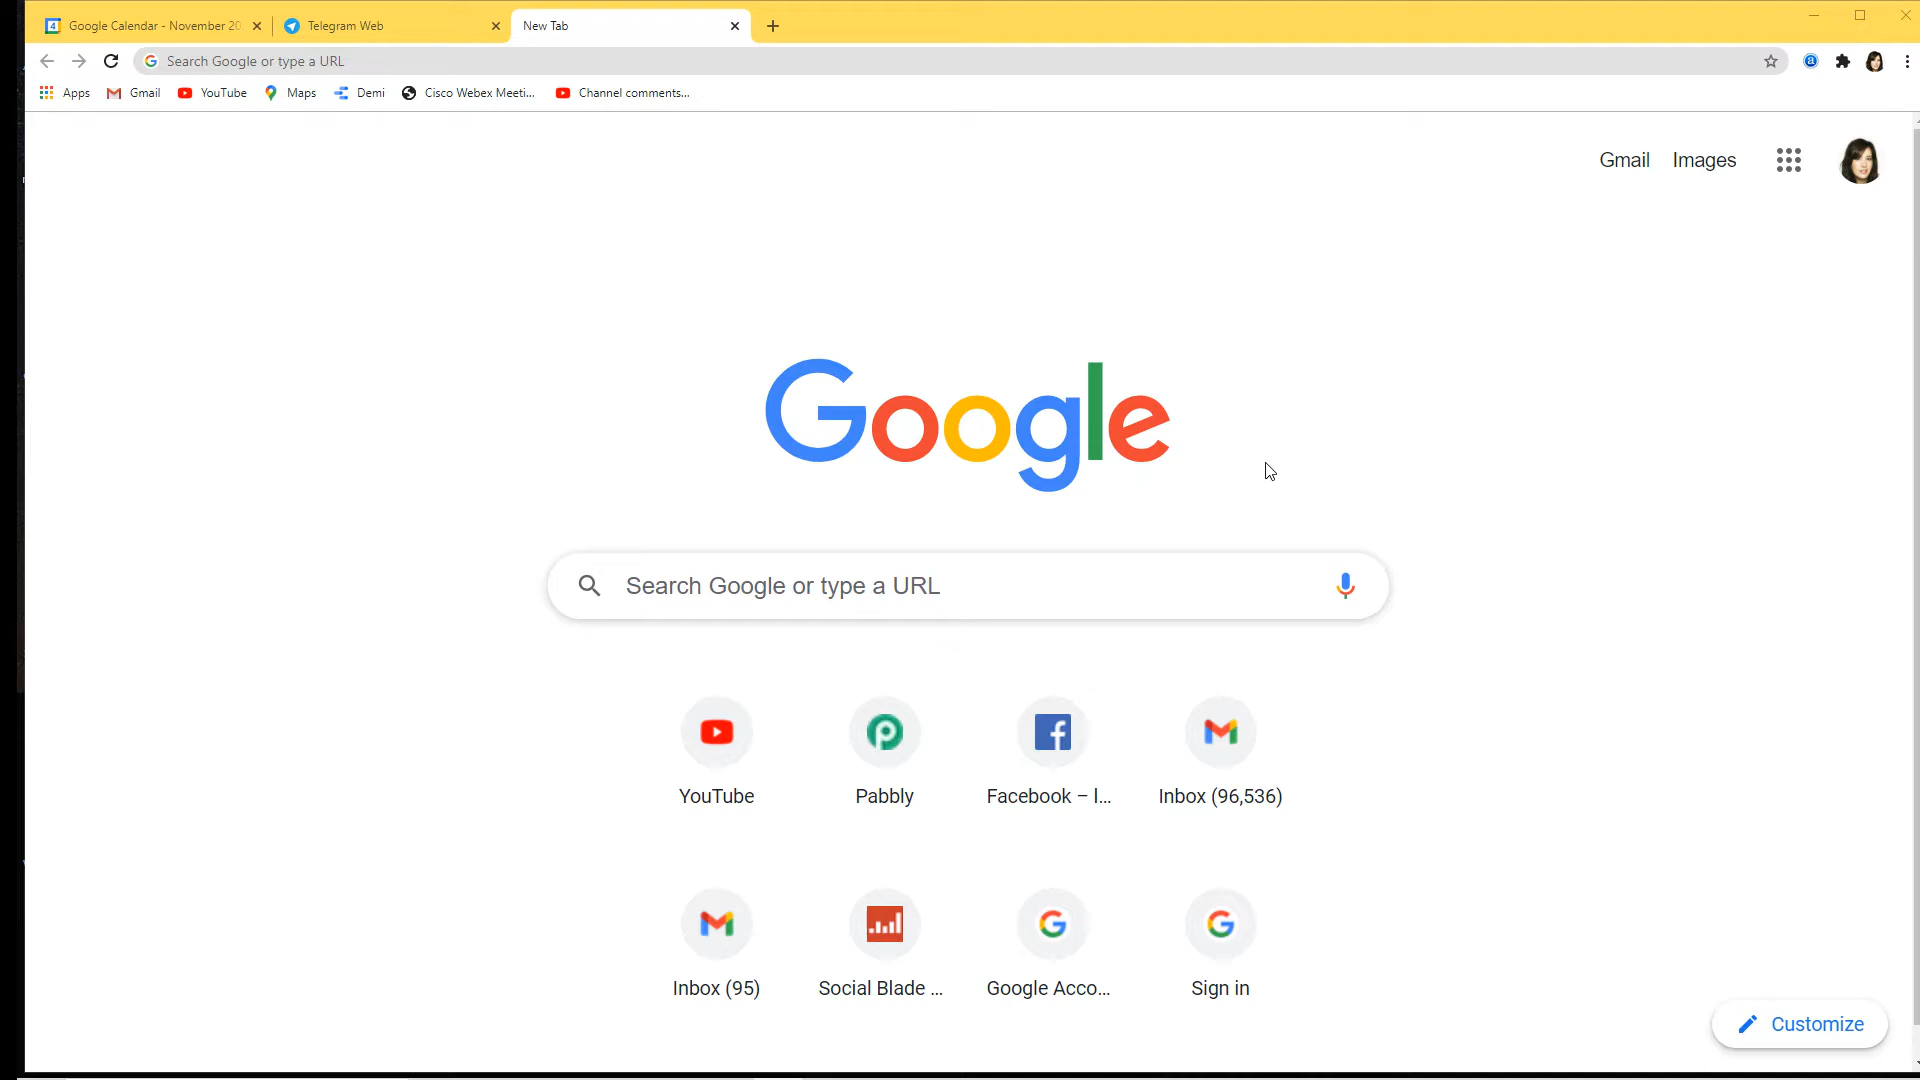 Google Calendar - November 20
Telegram Web
New Tab
Search Google or type a URL
Apps
Gmail
YouTube
Maps
Demi
Cisco Webex Meeti...
Channel comments...
Gmail
Images
Google
Search Google or type a URL
YouTube
Pabbly
Facebook – l...
Inbox (96,536)
Inbox (95)
Social Blade ...
Google Acco...
Sign in
Customize